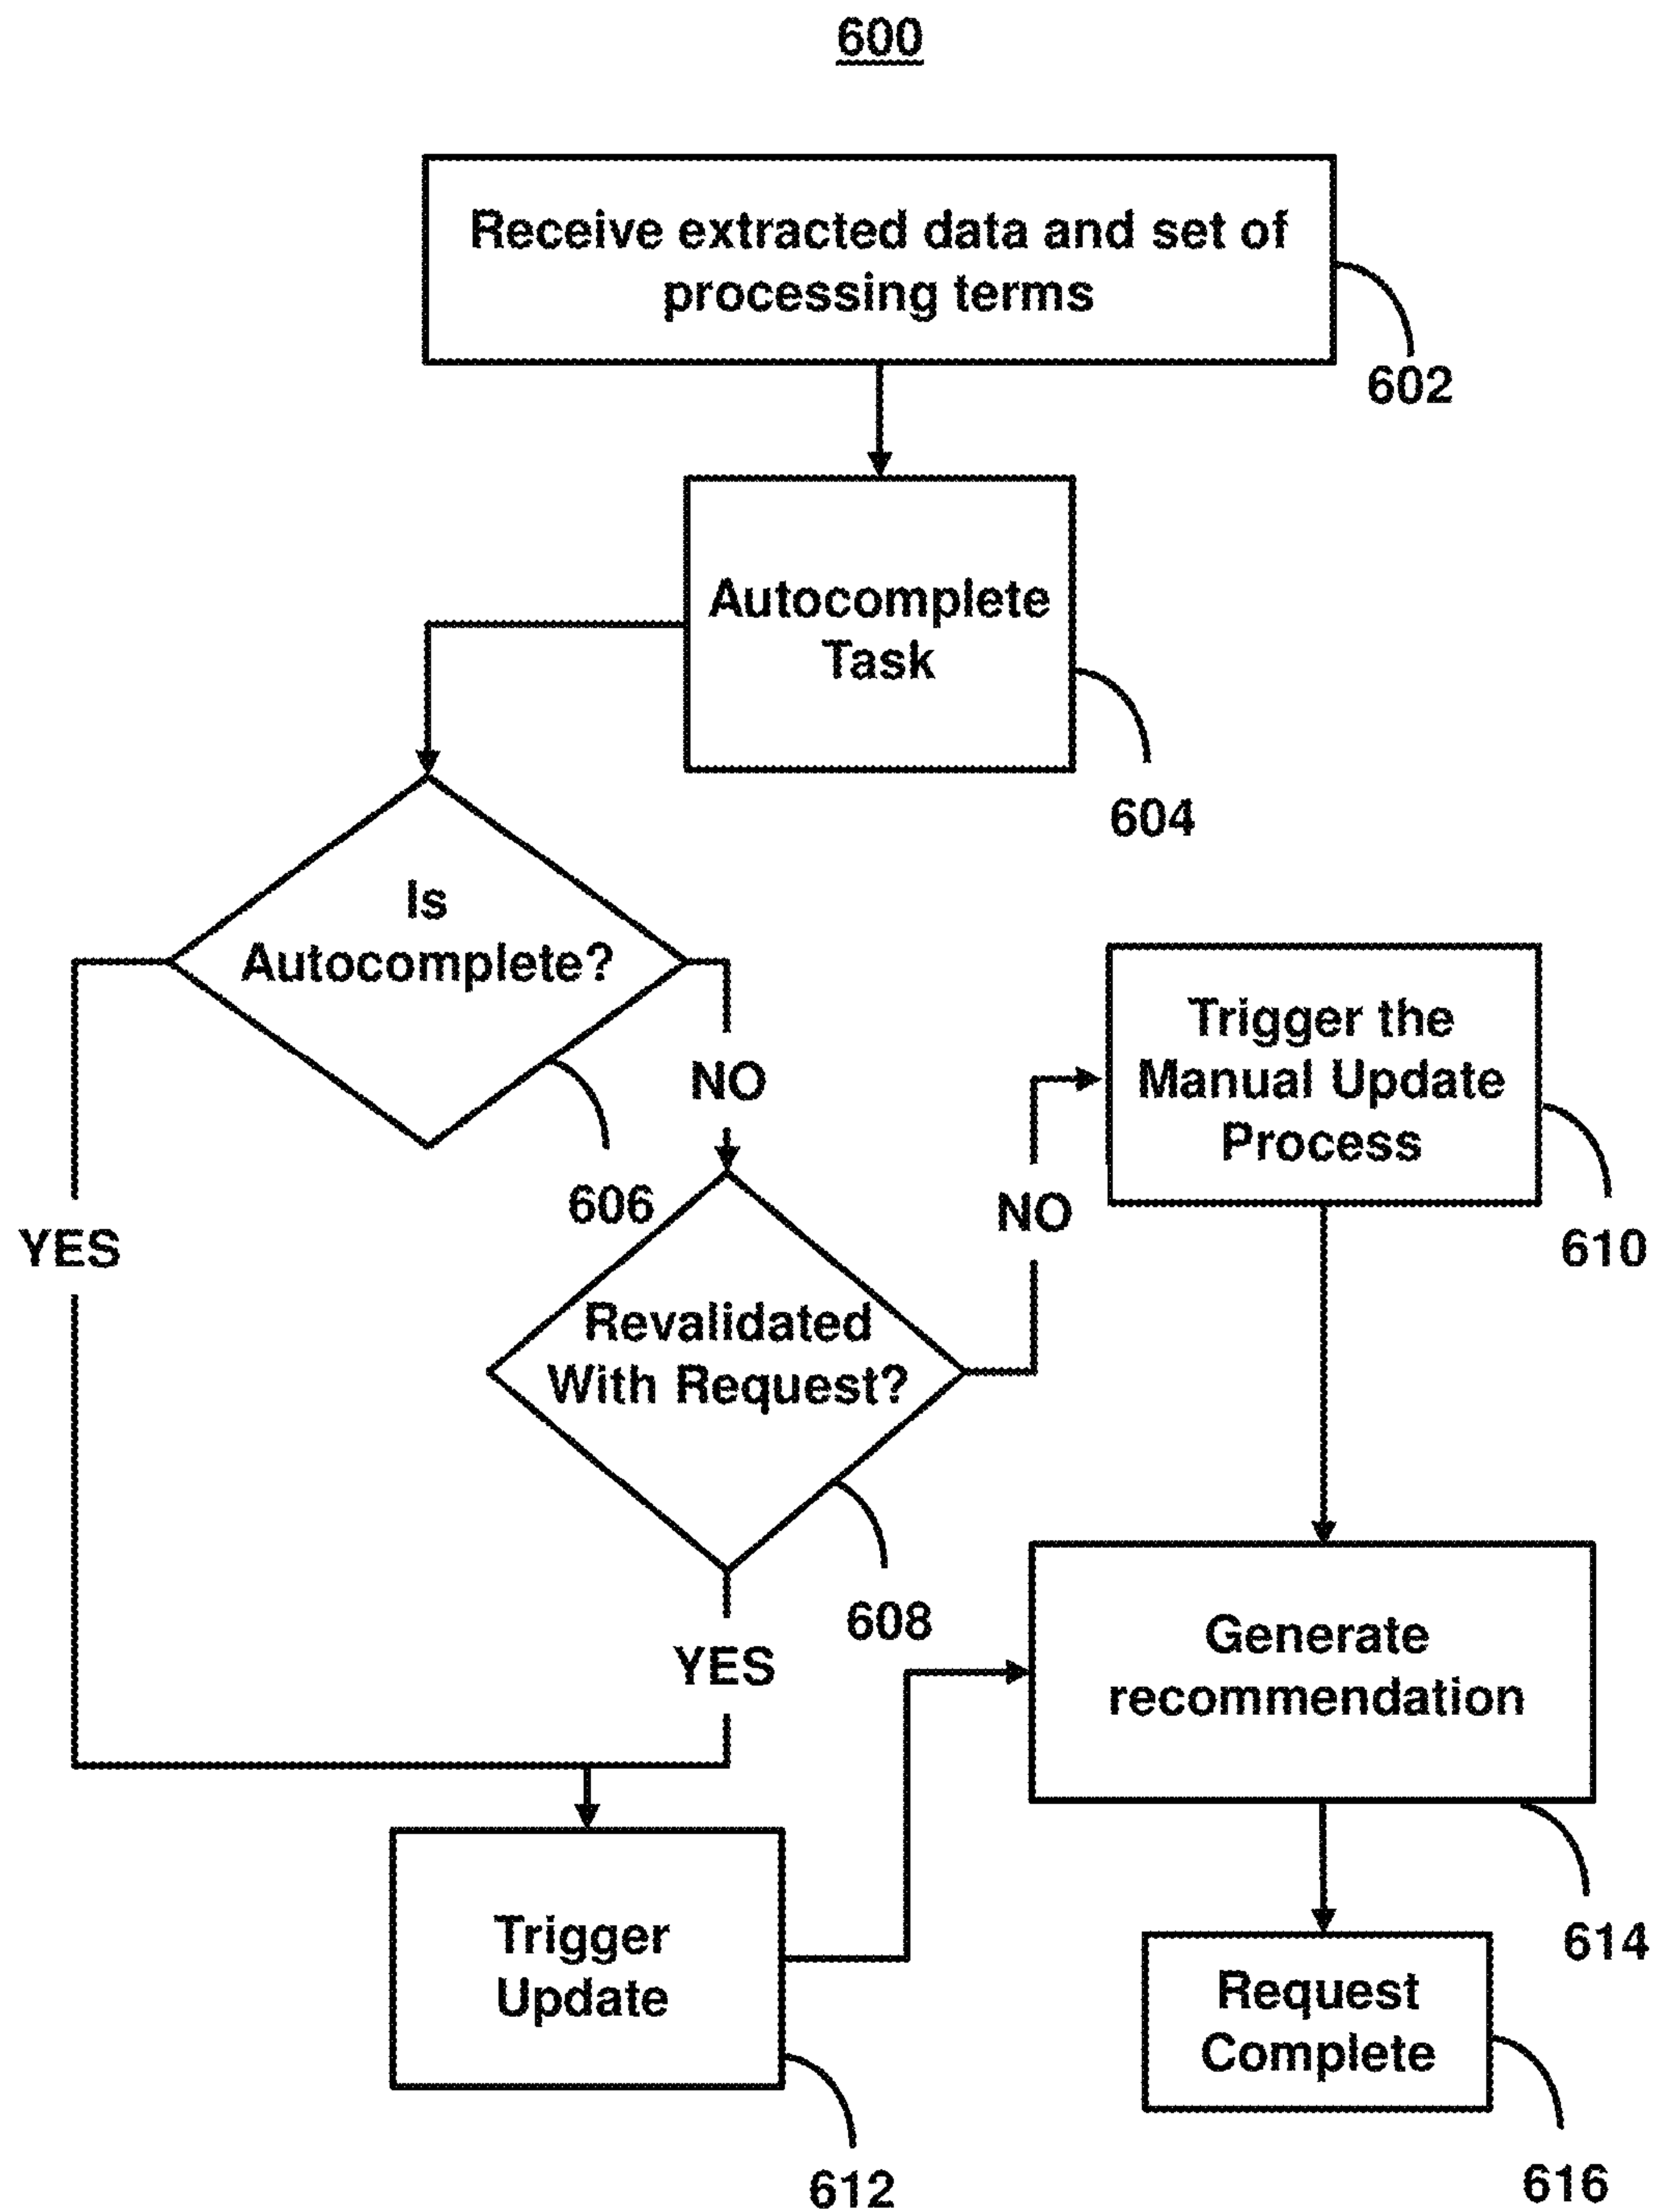 600
Receive extracted data and set of
processing terms
602
Autocomplete
Task
604
Is
Autocomplete?
606
NO
YES
Trigger the
Manual Update
Process
610
NO
Revalidated
With Request?
608
YES
Generate
recommendation
614
Trigger
Update
612
Request
Complete
616